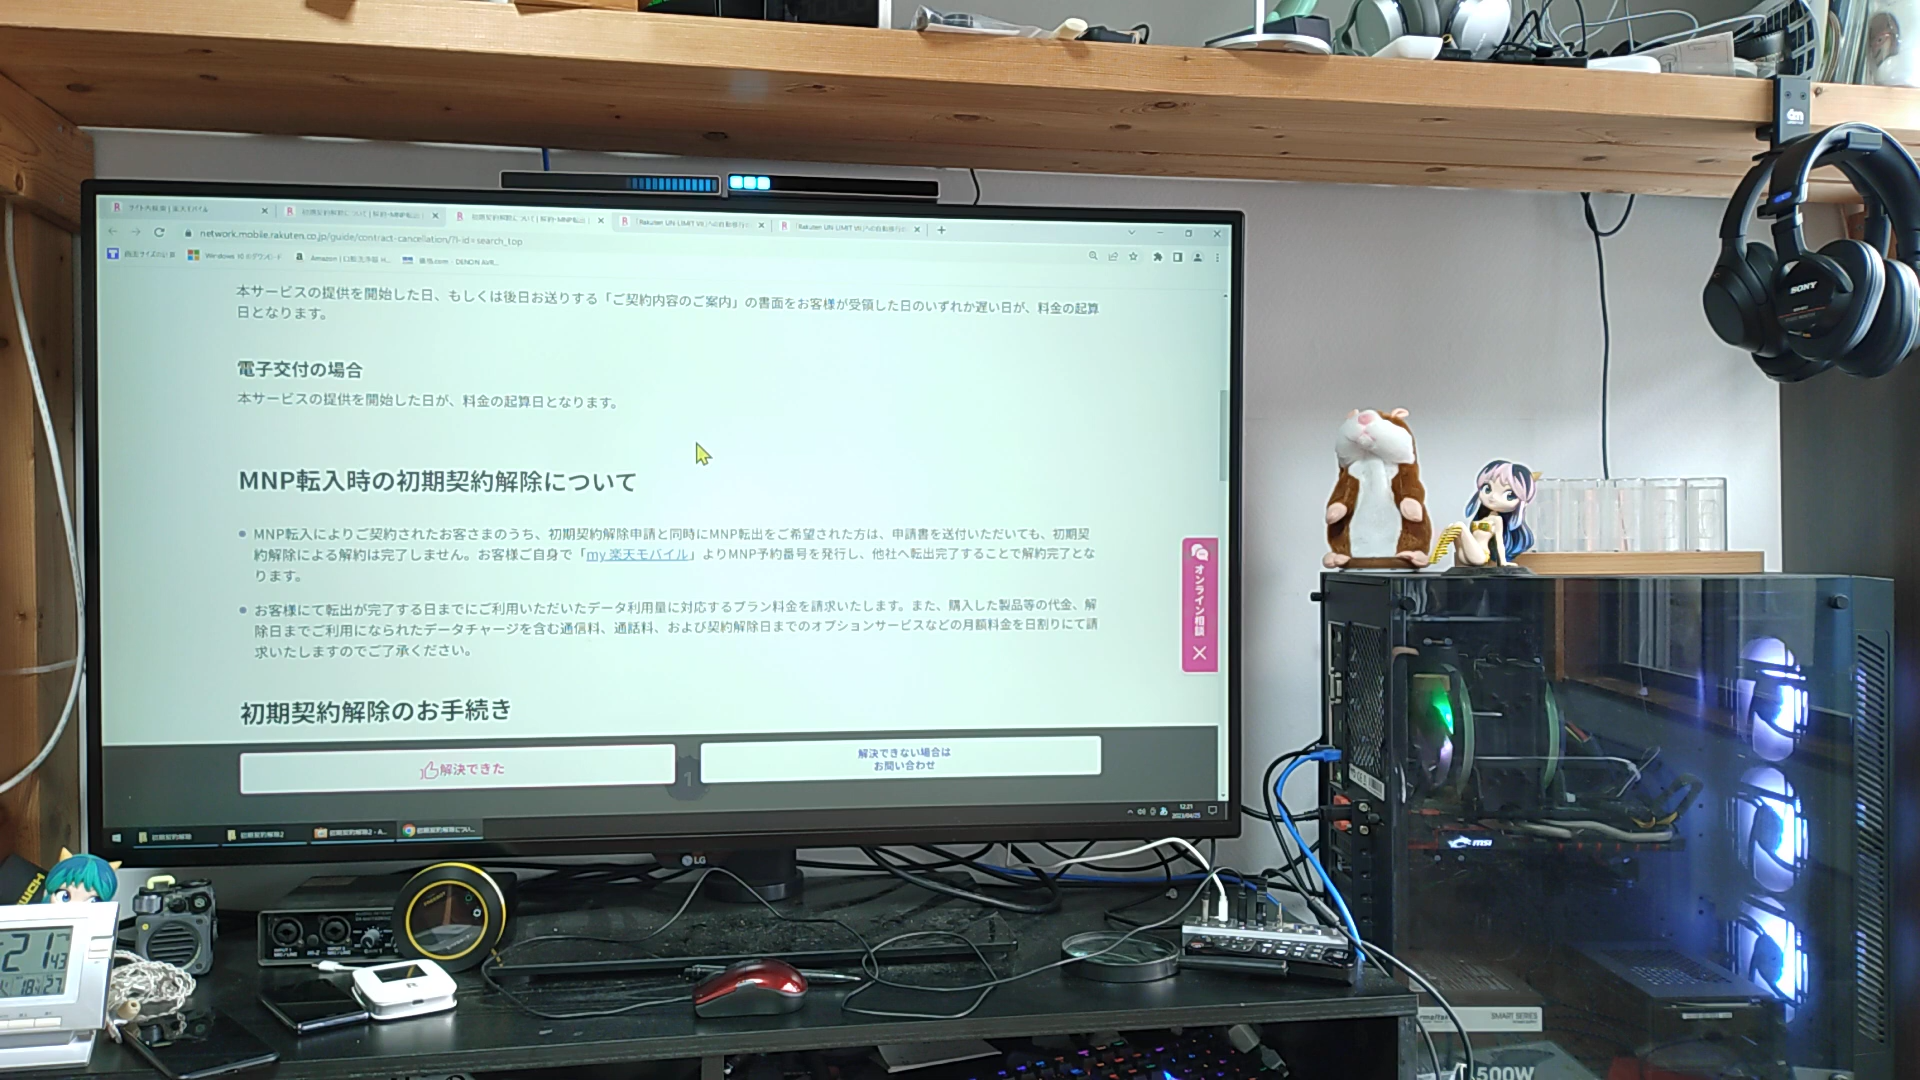 network.mobile.rakuten.co.jp/guide/contract-cancellation/?l-id=search_top
本サービスの提供を開始した日、もしくは後日お送りする「ご契約内容のご案内」の書面をお客様が受領した日のいずれか遅い日が、料金の起算
日となります。
電子交付の場合
本サービスの提供を開始した日が、料金の起算日となります。
MNP転入時の初期契約解除について
MNP転入によりご契約されたお客さまのうち、初期契約解除申請と同時にMNP転出をご希望された方は、申請書を送付いただいても、初期契
約解除による解約は完了しません。お客様ご自身で「my 楽天モバイル」よりMNP予約番号を発行し、他社へ転出完了することで解約完了とな
ります。
お客様にて転出が完了する日までにご利用いただいたデータ利用量に対応するプラン料金を請求いたします。また、購入した製品等の代金、解
除日までご利用になられたデータチャージを含む通信料、通話料、および契約解除日までのオプションサービスなどの月額料金を日割りにて請
求いたしますのでご了承ください。
オンライン相談
初期契約解除のお手続き
解決できた
解決できない場合は
お問い合わせ
1
12:21
2023/04/25
LG
SONY
msi
SMART SERIES
500W